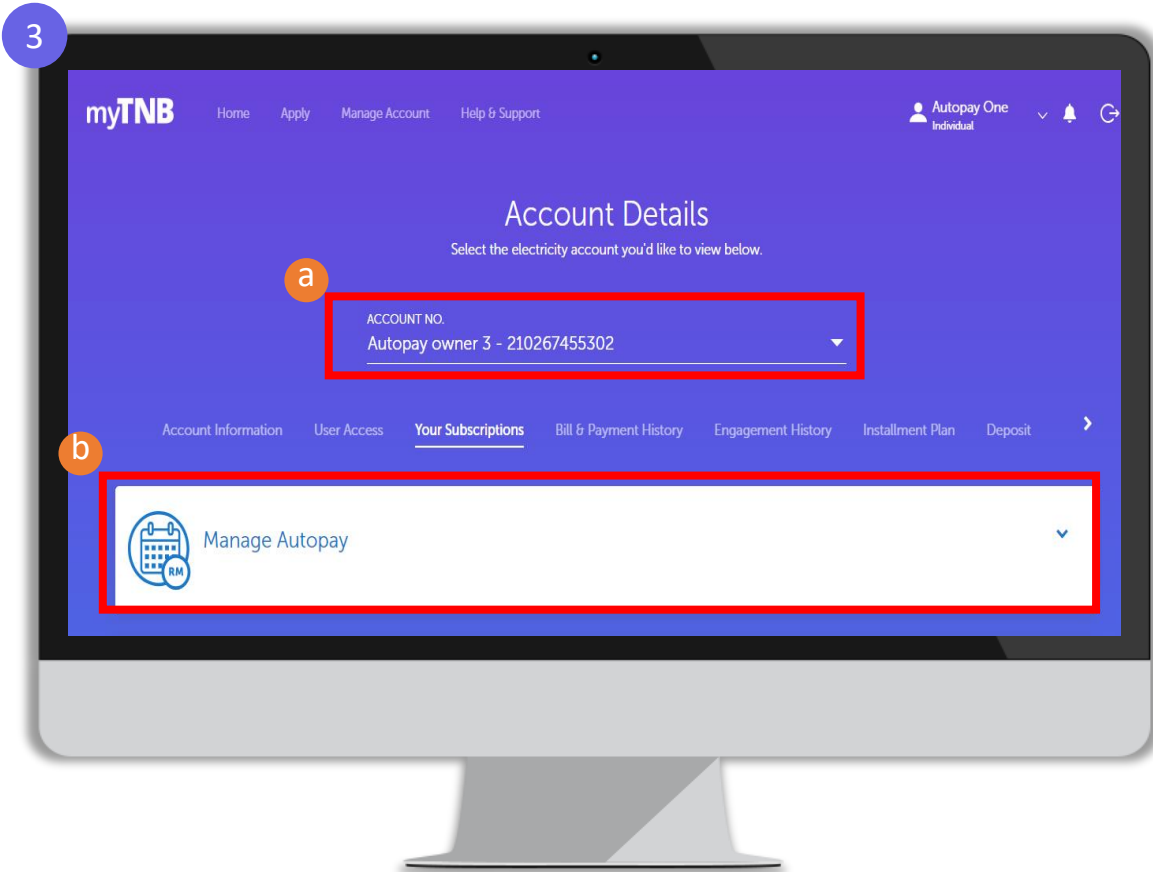 3
myTNB
Home Apply Manage Account Help & Support
Autopay One
Individual
Account Details
Select the electricity account you'd like to view below.
a
ACCOUNT NO.
Autopay owner 3 - 210267455302
Account Information User Access Your Subscriptions Bill & Payment History Engagement History Installment Plan Deposit
b
Manage Autopay
RM